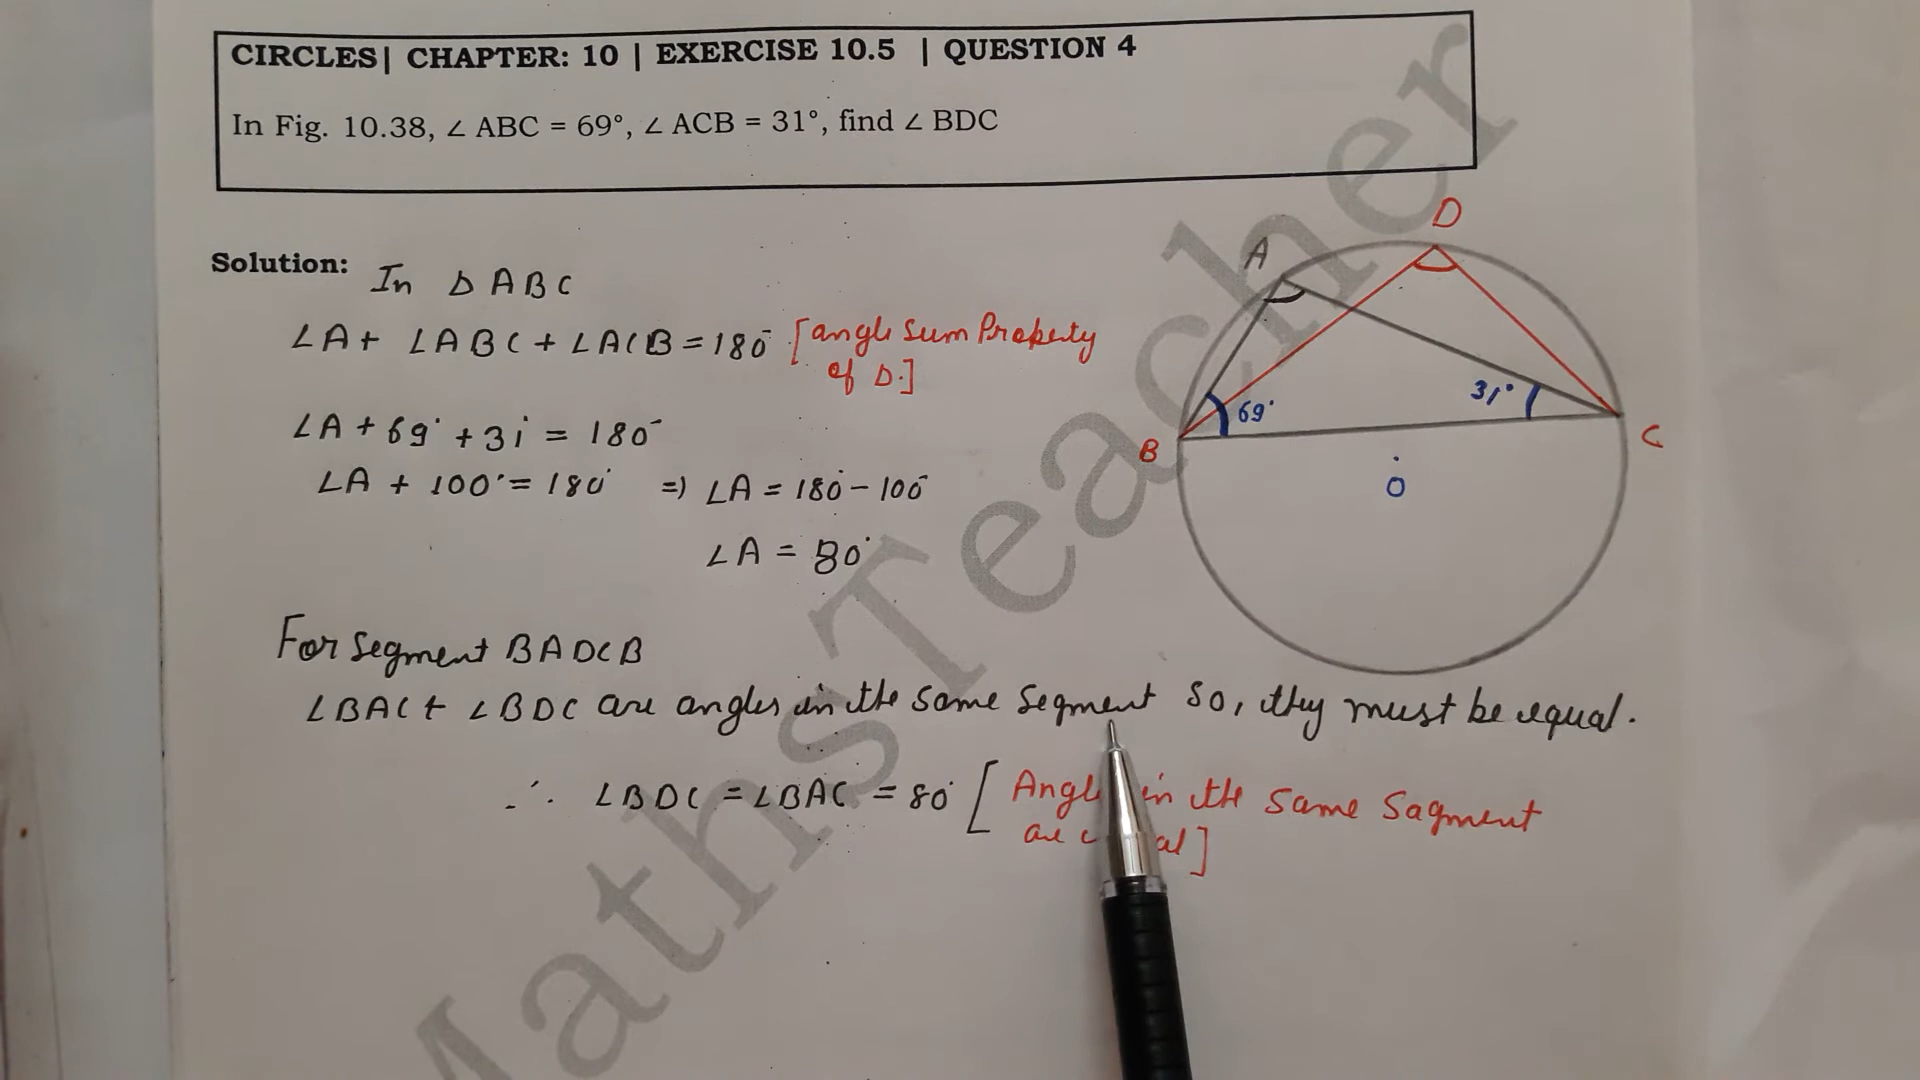 CIRCLES| CHAPTER: 10 | EXERCISE 10.5 | QUESTION 4
In Fig. 10.38, ∠ ABC = 69°, ∠ ACB = 31°, find ∠ BDC
Solution: In Δ ABC
∠A + ∠ABC + ∠ACB = 180° [angle Sum Property
of Δ.]
∠A + 69° + 31° = 180°
∠A + 100° = 180° => ∠A = 180° - 100°
∠A = 80°
For Segment BADCB
∠BAC + ∠BDC are angles in the same segment So, they must be equal.
∴ ∠BDC = ∠BAC = 80° [ in the same Sagment
are ]
D
A
69°
31°
B
C
O
Maths Teacher